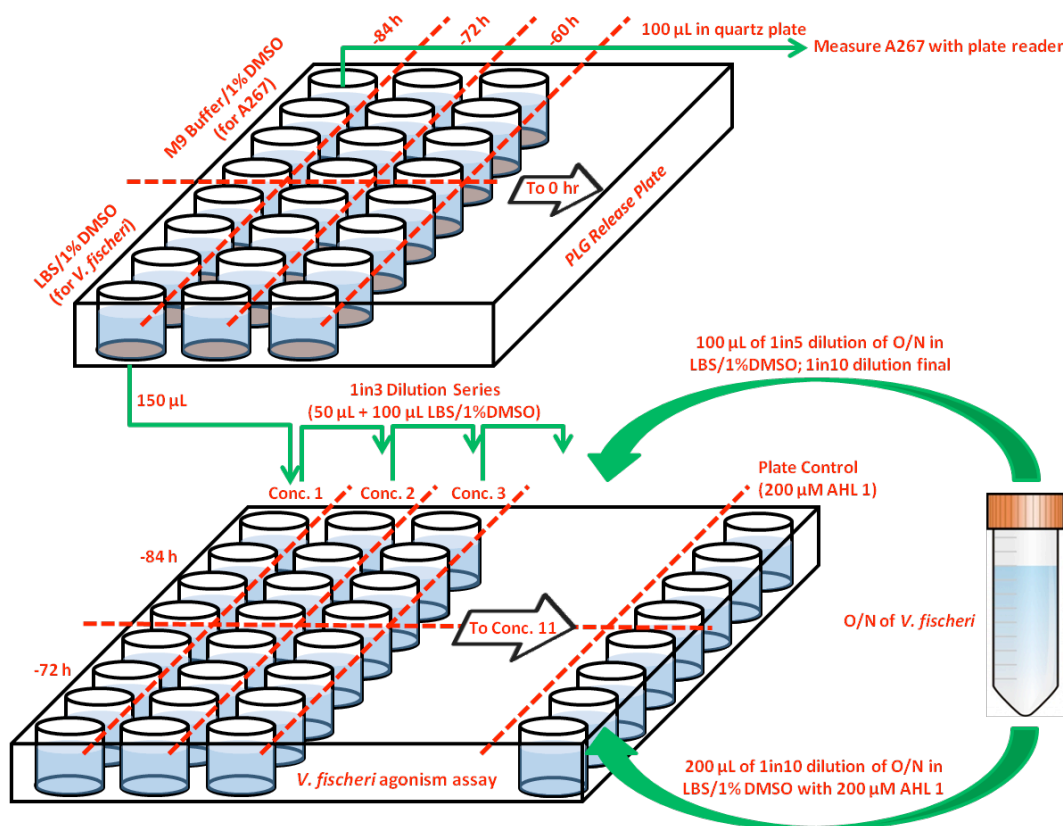 -84 h
-72 h
-60 h
100 µL in quartz plate
Measure A267 with plate reader
M9 Buffer/1% DMSO
(for A267)
LBS/1% DMSO
(for V. fischeri)
To 0 hr
PLG Release Plate
150 µL
1in3 Dilution Series
(50 µL + 100 µL LBS/1%DMSO)
100 µL of 1in5 dilution of O/N in
LBS/1%DMSO; 1in10 dilution final
Conc. 1
Conc. 2
Conc. 3
Plate Control
(200 µM AHL 1)
-84 h
-72 h
To Conc. 11
O/N of V. fischeri
V. fischeri agonism assay
200 µL of 1in10 dilution of O/N in
LBS/1% DMSO with 200 µM AHL 1